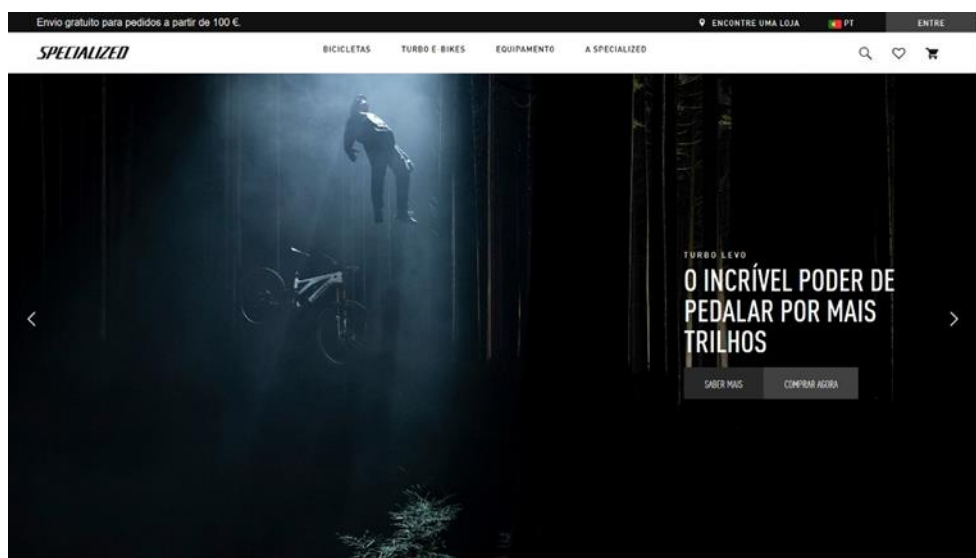 Envio gratuito para pedidos a partir de 100 €.
ENCONTRE UMA LOJA
PT
ENTRE
SPECIALIZED
BICICLETAS
TURBO E-BIKES
EQUIPAMENTO
A SPECIALIZED
TURBO LEVO
O INCRÍVEL PODER DE
PEDALAR POR MAIS
TRILHOS
SABER MAIS
COMPRAR AGORA